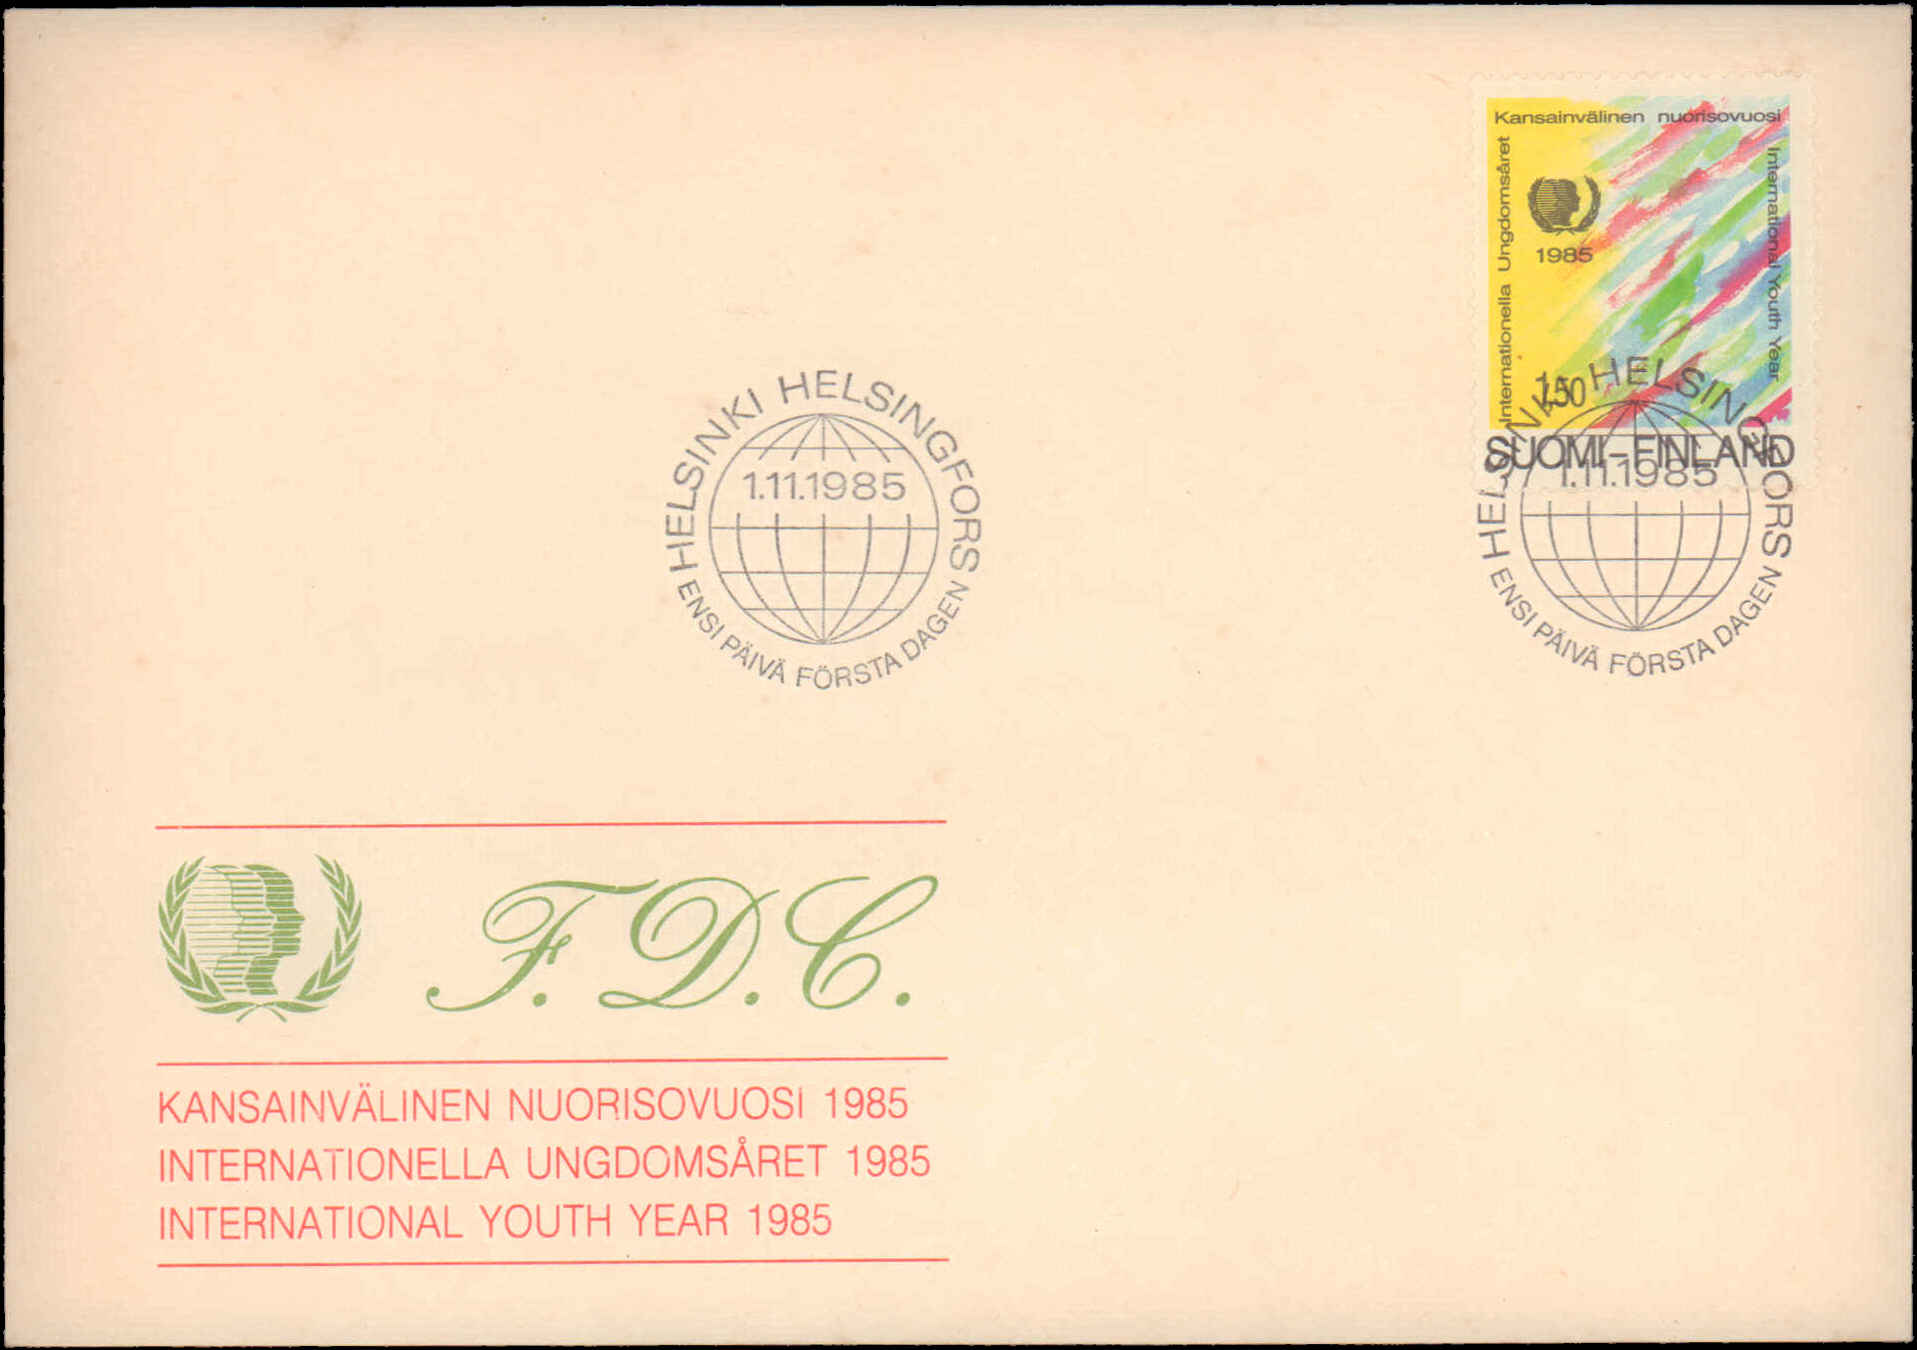 Kansainvälinen nuorisovuosi
Internationella Ungdomsåret
International Youth Year
1985
1,50
SUOMI-FINLAND
HELSINKI HELSINGFORS
1.11.1985
ENSI PÄIVÄ FÖRSTA DAGEN
HELSINKI HELSINGFORS
1.11.1985
ENSI PÄIVÄ FÖRSTA DAGEN
F.D.C.
KANSAINVÄLINEN NUORISOVUOSI 1985
INTERNATIONELLA UNGDOMSÅRET 1985
INTERNATIONAL YOUTH YEAR 1985